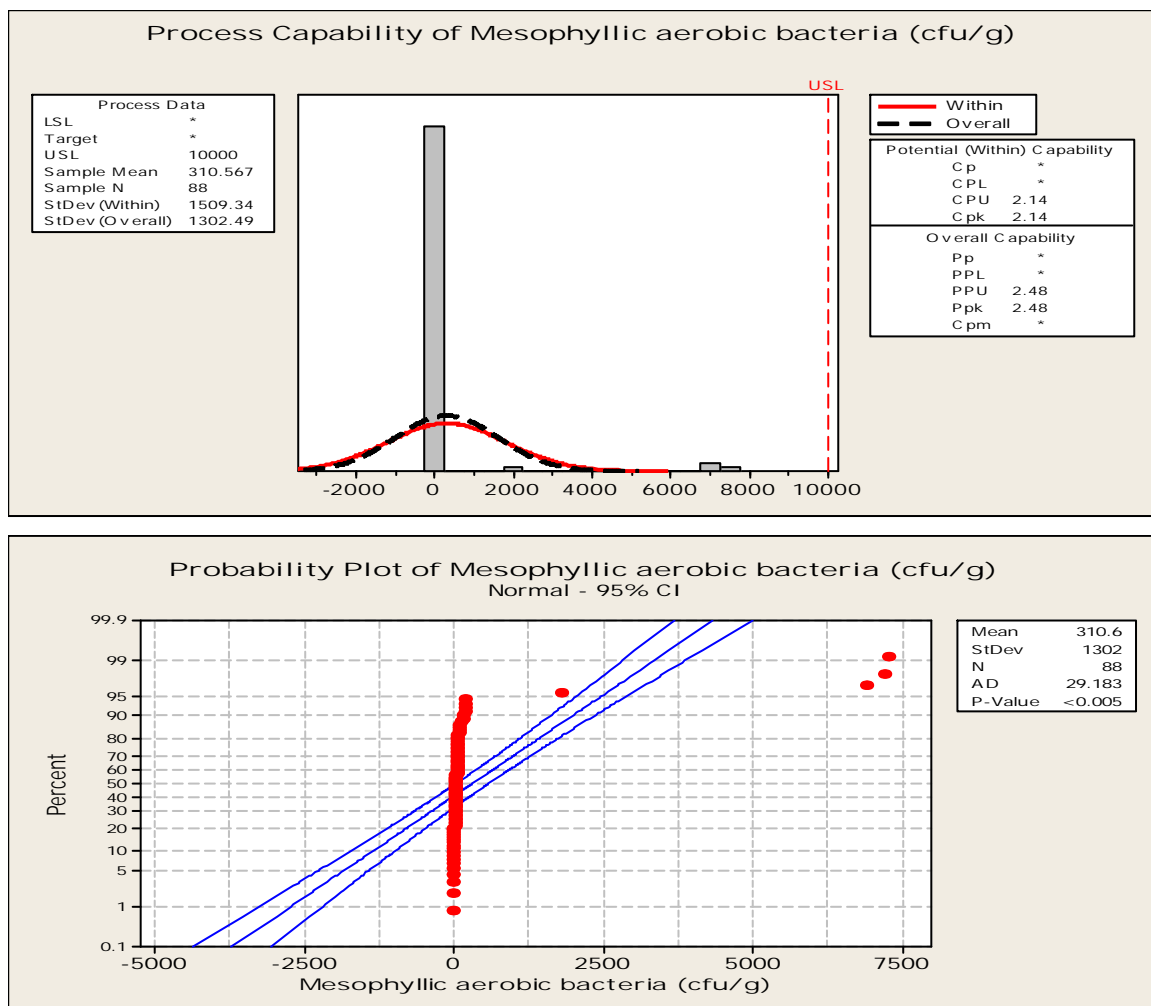 Process Capability of Mesophyllic aerobic bacteria (cfu/g)
USL
Process Data
LSL *
Target *
USL 10000
Sample Mean 310.567
Sample N 88
StDev(Within) 1509.34
StDev(Overall) 1302.49
Within
Overall
Potential (Within) Capability
Cp *
CPL *
CPU 2.14
Cpk 2.14
Overall Capability
Pp *
PPL *
PPU 2.48
Ppk 2.48
Cpm *
-2000 0 2000 4000 6000 8000 10000
Probability Plot of Mesophyllic aerobic bacteria (cfu/g)
Normal - 95% CI
Percent
99.9
99
95
90
80
70
60
50
40
30
20
10
5
1
0.1
-5000 -2500 0 2500 5000 7500
Mesophyllic aerobic bacteria (cfu/g)
Mean 310.6
StDev 1302
N 88
AD 29.183
P-Value <0.005